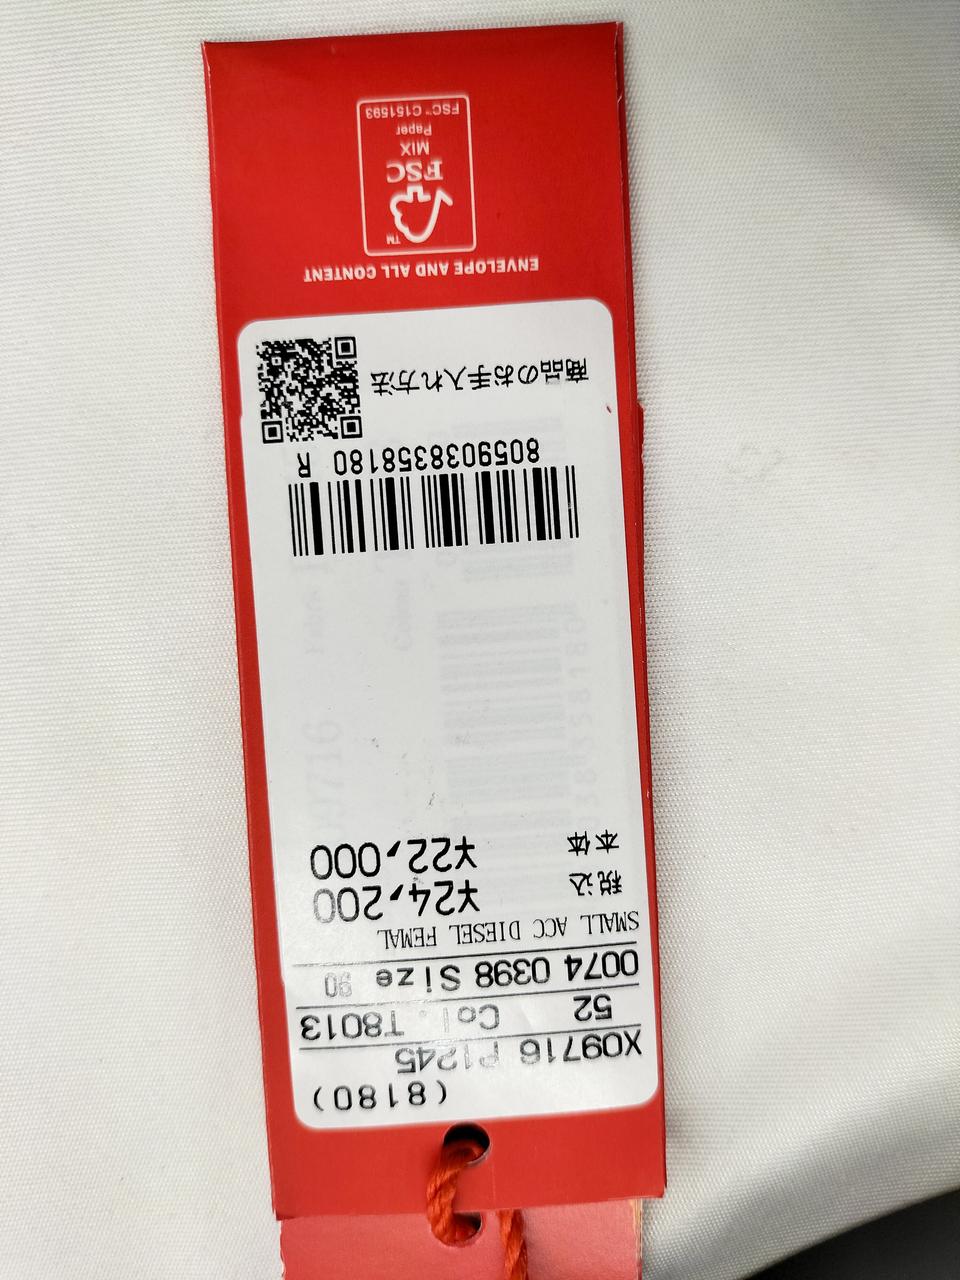 (8180)
X09716 P1245
52 Col. T8013
0074 0398 Size 90
SMALL ACC DIESEL FEMAL
税込 ¥24,200
本体 ¥22,000
8059038358180 R
商品のお手入れ方法
ENVELOPE AND ALL CONTENT
TM
FSC
MIX
Paper
FSC™ C151593